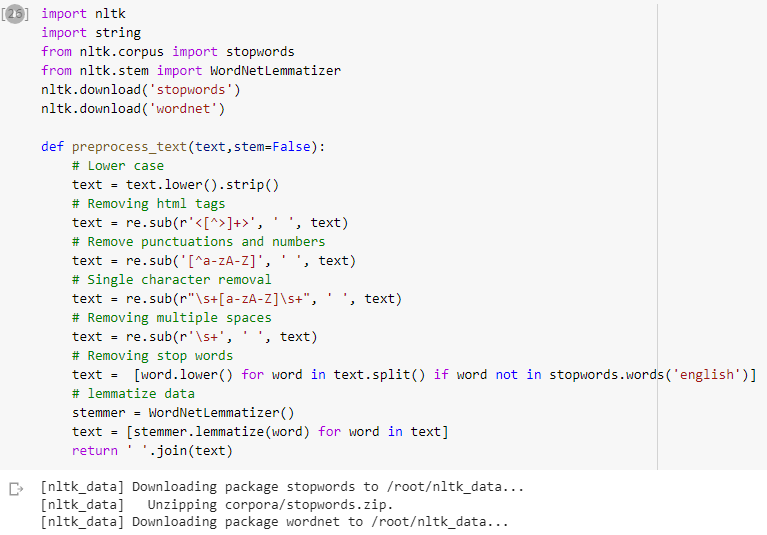 [26] import nltk
import string
from nltk.corpus import stopwords
from nltk.stem import WordNetLemmatizer
nltk.download('stopwords')
nltk.download('wordnet')

def preprocess_text(text,stem=False):
    # Lower case
    text = text.lower().strip()
    # Removing html tags
    text = re.sub(r'<[^>]+>', ' ', text)
    # Remove punctuations and numbers
    text = re.sub('[^a-zA-Z]', ' ', text)
    # Single character removal
    text = re.sub(r"\s+[a-zA-Z]\s+", ' ', text)
    # Removing multiple spaces
    text = re.sub(r'\s+', ' ', text)
    # Removing stop words
    text =  [word.lower() for word in text.split() if word not in stopwords.words('english')]
    # lemmatize data
    stemmer = WordNetLemmatizer()
    text = [stemmer.lemmatize(word) for word in text]
    return ' '.join(text)
[nltk_data] Downloading package stopwords to /root/nltk_data...
[nltk_data]   Unzipping corpora/stopwords.zip.
[nltk_data] Downloading package wordnet to /root/nltk_data...